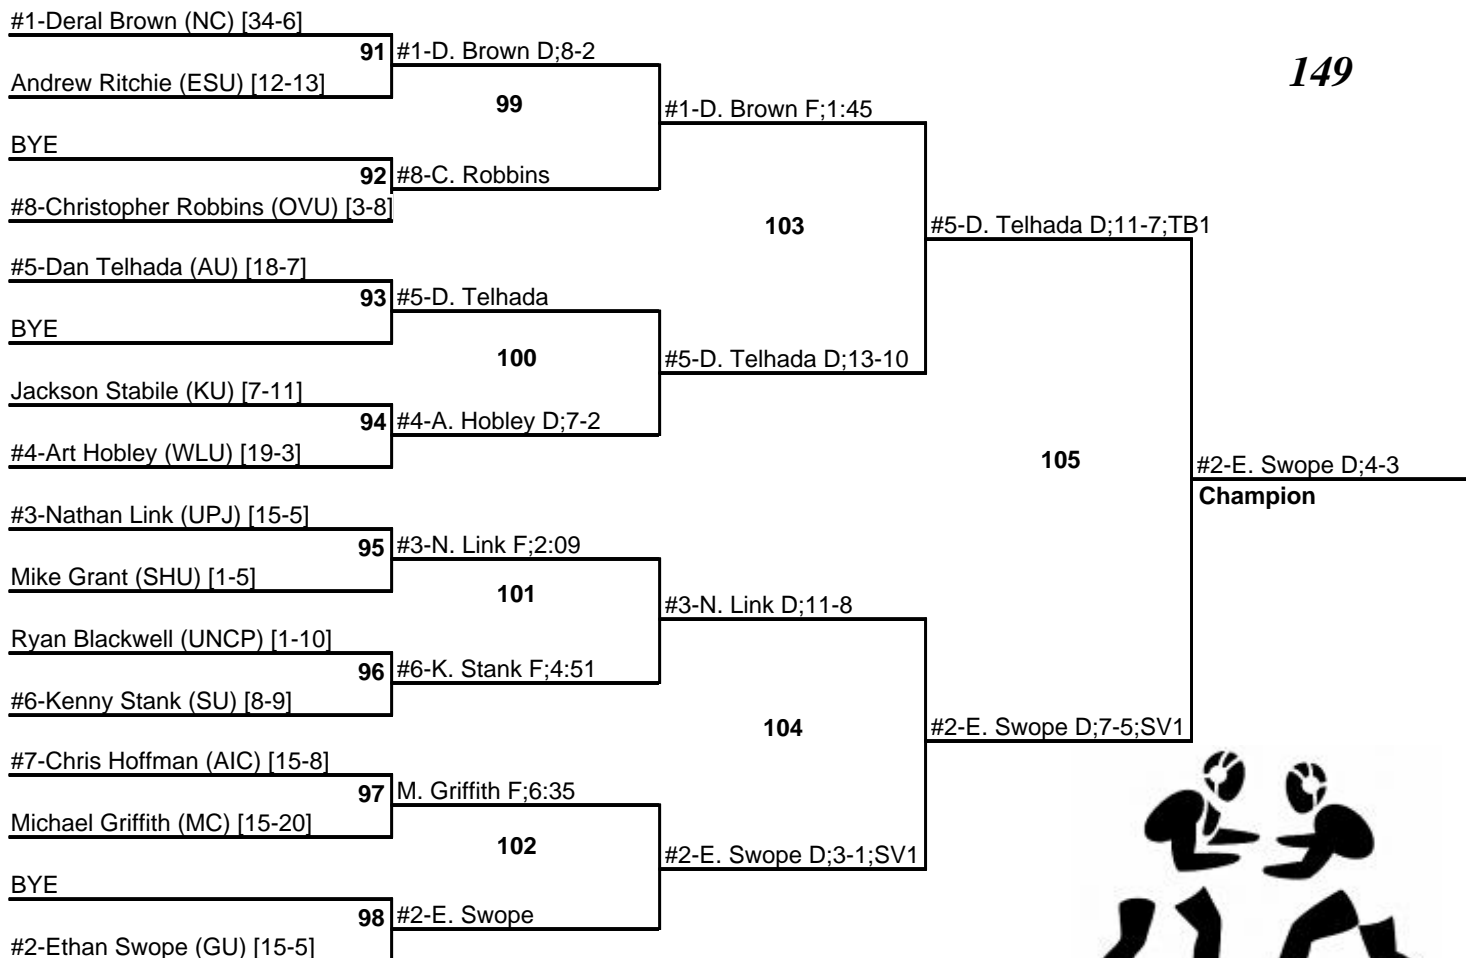 #1-Deral Brown (NC) [34-6]
91
#1-D. Brown D;8-2
149
Andrew Ritchie (ESU) [12-13]
99
#1-D. Brown F;1:45
BYE
92
#8-C. Robbins
#8-Christopher Robbins (OVU) [3-8]
103
#5-D. Telhada D;11-7;TB1
#5-Dan Telhada (AU) [18-7]
93
#5-D. Telhada
BYE
100
#5-D. Telhada D;13-10
Jackson Stabile (KU) [7-11]
94
#4-A. Hobley D;7-2
#4-Art Hobley (WLU) [19-3]
105
#2-E. Swope D;4-3
Champion
#3-Nathan Link (UPJ) [15-5]
95
#3-N. Link F;2:09
Mike Grant (SHU) [1-5]
101
#3-N. Link D;11-8
Ryan Blackwell (UNCP) [1-10]
96
#6-K. Stank F;4:51
#6-Kenny Stank (SU) [8-9]
104
#2-E. Swope D;7-5;SV1
#7-Chris Hoffman (AIC) [15-8]
97
M. Griffith F;6:35
Michael Griffith (MC) [15-20]
102
#2-E. Swope D;3-1;SV1
BYE
98
#2-E. Swope
#2-Ethan Swope (GU) [15-5]